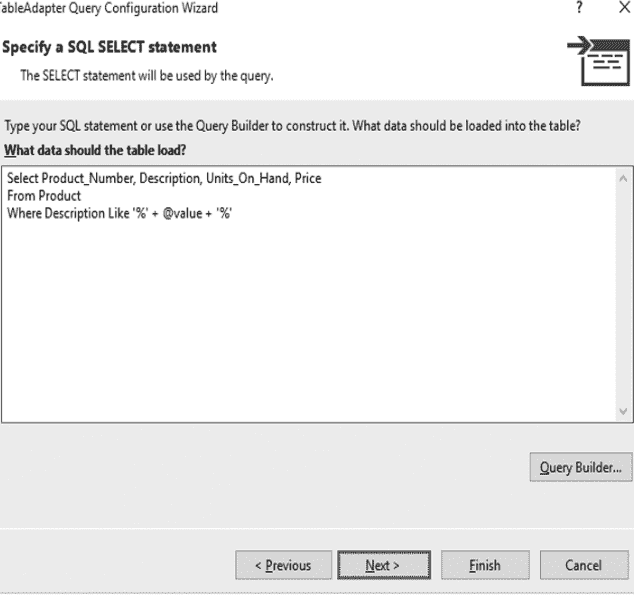 TableAdapter Query Configuration Wizard ? X
Specify a SQL SELECT statement
The SELECT statement will be used by the query.
Type your SQL statement or use the Query Builder to construct it. What data should be loaded into the table?
What data should the table load?
Select Product_Number, Description, Units_On_Hand, Price
From Product
Where Description Like '%' + @value + '%'
Query Builder...
< Previous Next > Finish Cancel